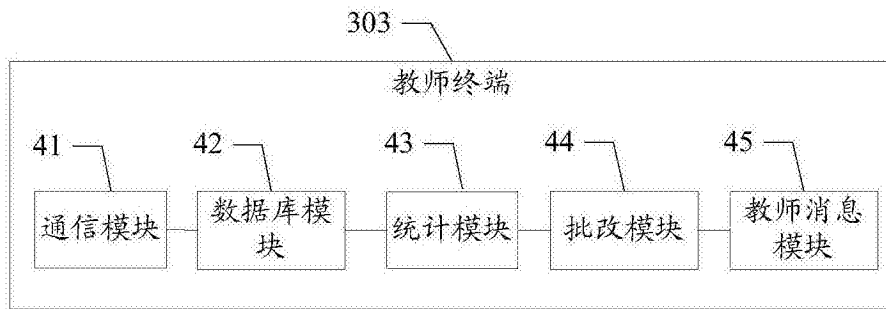 303
教师终端
41
42
43
44
45
通信模块
数据库模
块
统计模块
批改模块
教师消息
模块